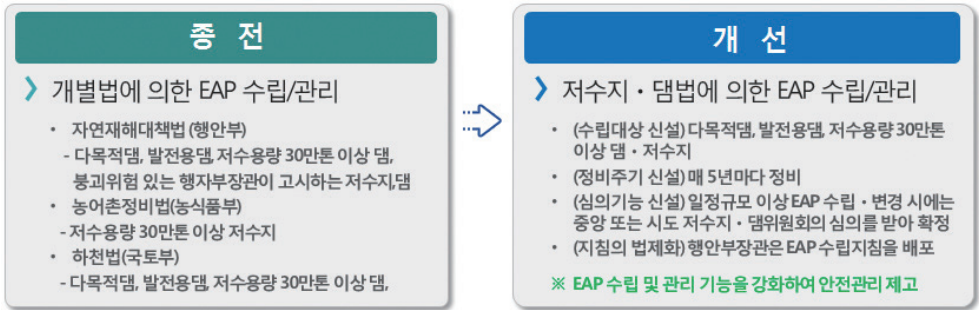 종 전
개별법에 의한 EAP 수립/관리
• 자연재해대책법(행안부)
- 다목적댐, 발전용댐, 저수용량 30만톤 이상 댐,
붕괴위험 있는 행자부장관이 고시하는 저수지,댐
• 농어촌정비법(농식품부)
- 저수용량 30만톤 이상 저수지
• 하천법(국토부)
- 다목적댐, 발전용댐, 저수용량 30만톤 이상 댐,
개 선
저수지・댐법에 의한 EAP 수립/관리
• (수립대상 신설) 다목적댐, 발전용댐, 저수용량 30만톤
이상 댐・저수지
• (정비주기 신설) 매 5년마다 정비
• (심의기능 신설) 일정규모 이상 EAP 수립・변경 시에는
중앙 또는 시도 저수지・댐위원회의 심의를 받아 확정
• (지침의 법제화) 행안부장관은 EAP 수립지침을 배포
※ EAP 수립 및 관리 기능을 강화하여 안전관리 제고